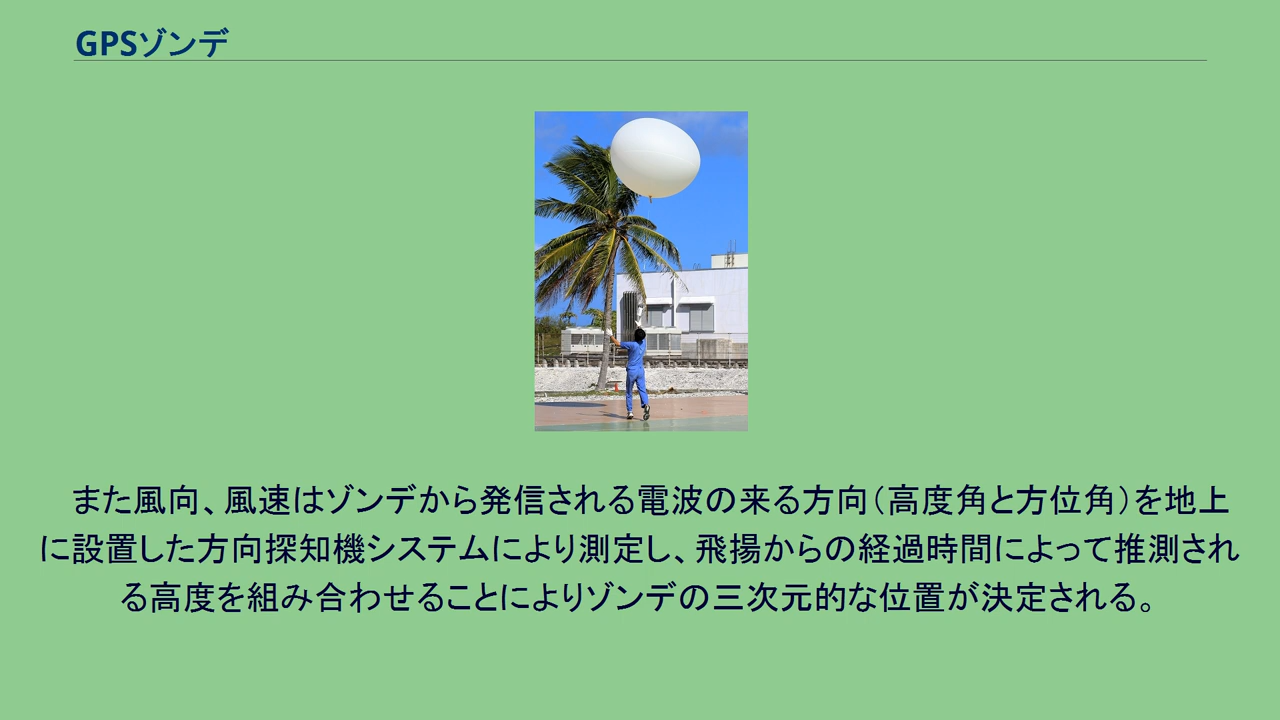 GPSゾンデ
また風向、風速はゾンデから発信される電波の来る方向(高度角と方位角)を地上
に設置した方向探知機システムにより測定し、飛揚からの経過時間によって推測され
る高度を組み合わせることによりゾンデの三次元的な位置が決定される。